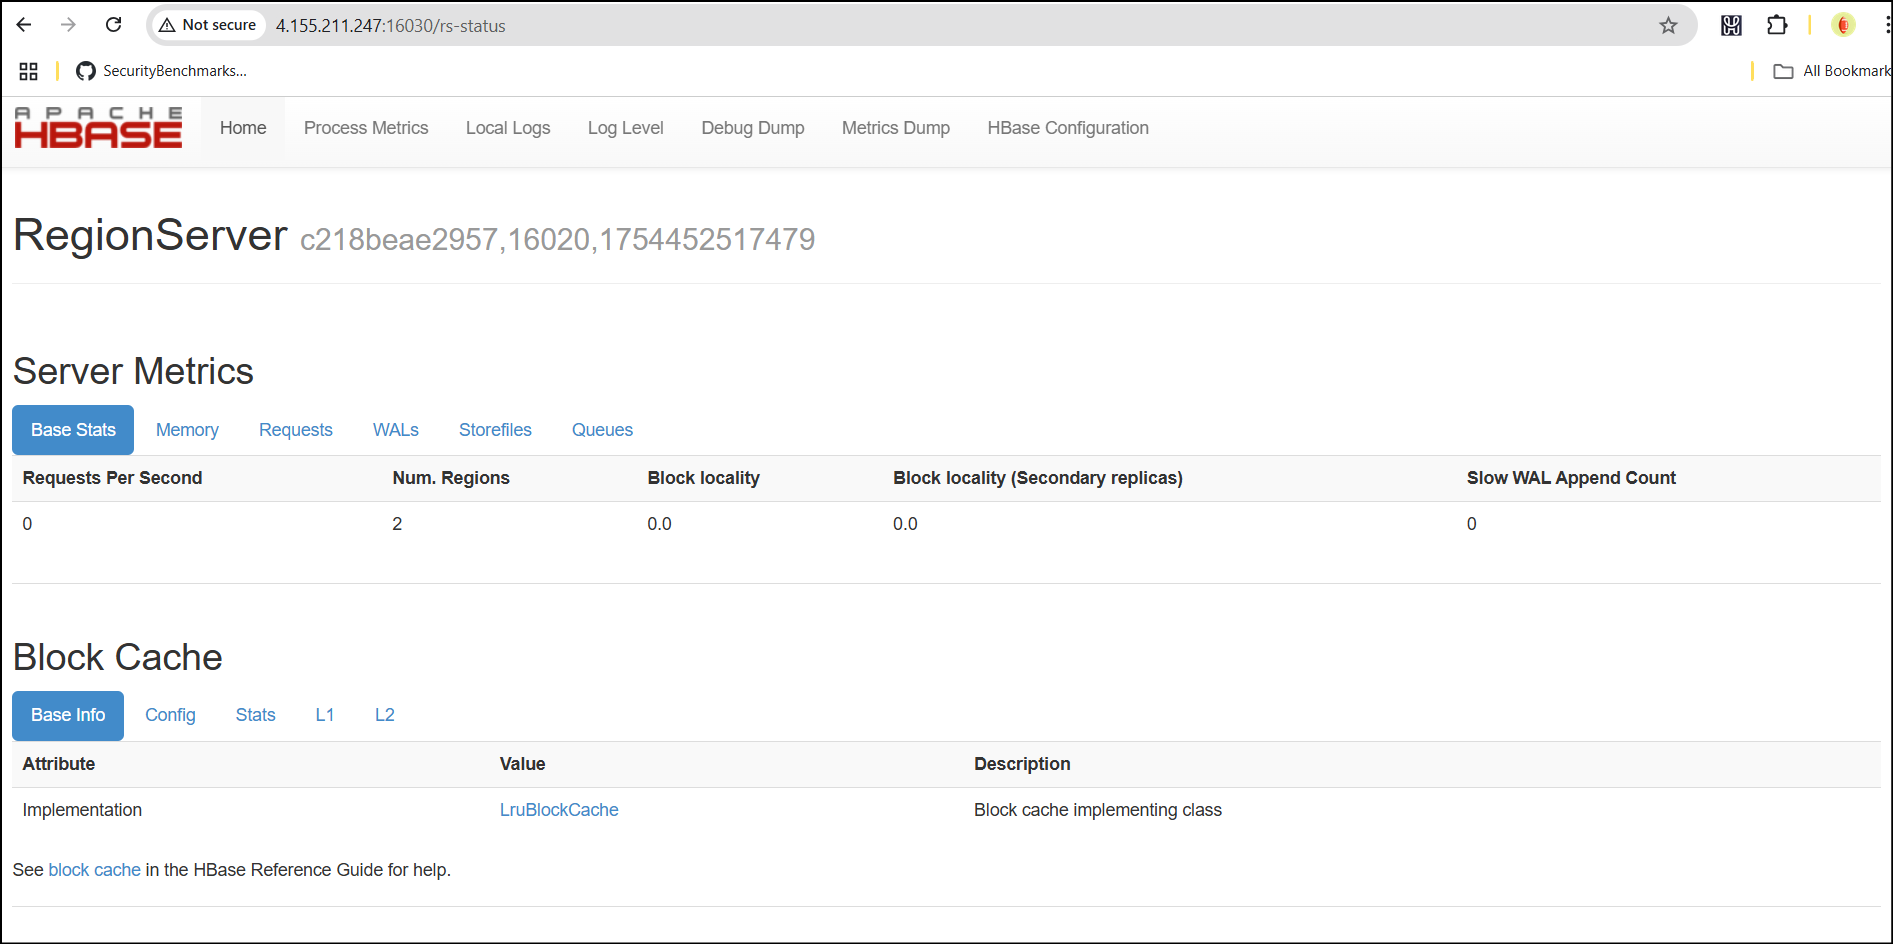 Not secure 4.155.211.247:16030/rs-status
SecurityBenchmarks... All Bookmark
APACHE
HBASE
Home Process Metrics Local Logs Log Level Debug Dump Metrics Dump HBase Configuration
RegionServer c218beae2957,16020,1754452517479
Server Metrics
Base Stats Memory Requests WALs Storefiles Queues
Requests Per Second Num. Regions Block locality Block locality (Secondary replicas) Slow WAL Append Count
0 2 0.0 0.0 0
Block Cache
Base Info Config Stats L1 L2
Attribute Value Description
Implementation LruBlockCache Block cache implementing class
See block cache in the HBase Reference Guide for help.